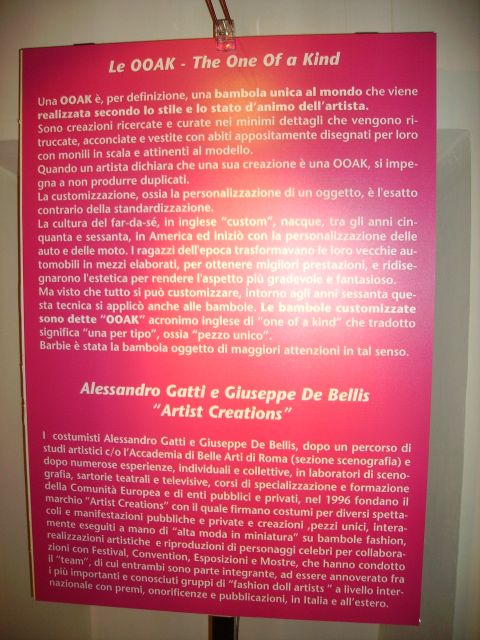 Le OOAK - The One Of a Kind
Una OOAK è, per definizione, una bambola unica al mondo che viene
realizzata secondo lo stile e lo stato d'animo dell'artista.
Sono creazioni ricercate e curate nei minimi dettagli che vengono ri-
truccate, acconciate e vestite con abiti appositamente disegnati per loro
con monili in scala e attinenti al modello.
Quando un artista dichiara che una sua creazione è una OOAK, si impe-
gna a non produrre duplicati.
La customizzazione, ossia la personalizzazione di un oggetto, è l'esatto
contrario della standardizzazione.
La cultura del far-da-sé, in inglese "custom", nacque, tra gli anni cin-
quanta e sessanta, in America ed iniziò con la personalizzazione delle
auto e delle moto. I ragazzi dell'epoca trasformavano le loro vecchie au-
tomobili in mezzi elaborati, per ottenere migliori prestazioni, e ridise-
gnarono l'estetica per rendere l'aspetto più gradevole e fantasioso.
Ma visto che tutto si può customizzare, intorno agli anni sessanta que-
sta tecnica si applicò anche alle bambole. Le bambole customizzate
sono dette "OOAK" acronimo inglese di "one of a kind" che tradotto
significa "una per tipo", ossia "pezzo unico".
Barbie è stata la bambola oggetto di maggiori attenzioni in tal senso.
Alessandro Gatti e Giuseppe De Bellis
"Artist Creations"
I costumisti Alessandro Gatti e Giuseppe De Bellis, dopo un percorso di
studi artistici c/o l'Accademia di Belle Arti di Roma (sezione scenografia) e
dopo numerose esperienze, individuali e collettive, in laboratori di sceno-
grafia, sartorie teatrali e televisive, corsi di specializzazione e formazione
della Comunità Europea e di enti pubblici e privati, nel 1996 fondano il
marchio "Artist Creations" con il quale firmano costumi per diversi spetta-
coli e manifestazioni pubbliche e private e creazioni ,pezzi unici, intera-
mente eseguiti a mano di "alta moda in miniatura" su bambole fashion,
realizzazioni artistiche e riproduzioni di personaggi celebri per collabora-
zioni con Festival, Convention, Esposizioni e Mostre, che hanno condotto
il "team", di cui entrambi sono parte integrante, ad essere annoverato fra
i più importanti e conosciuti gruppi di "fashion doll artists" a livello inter-
nazionale con premi, onorificenze e pubblicazioni, in Italia e all'estero.